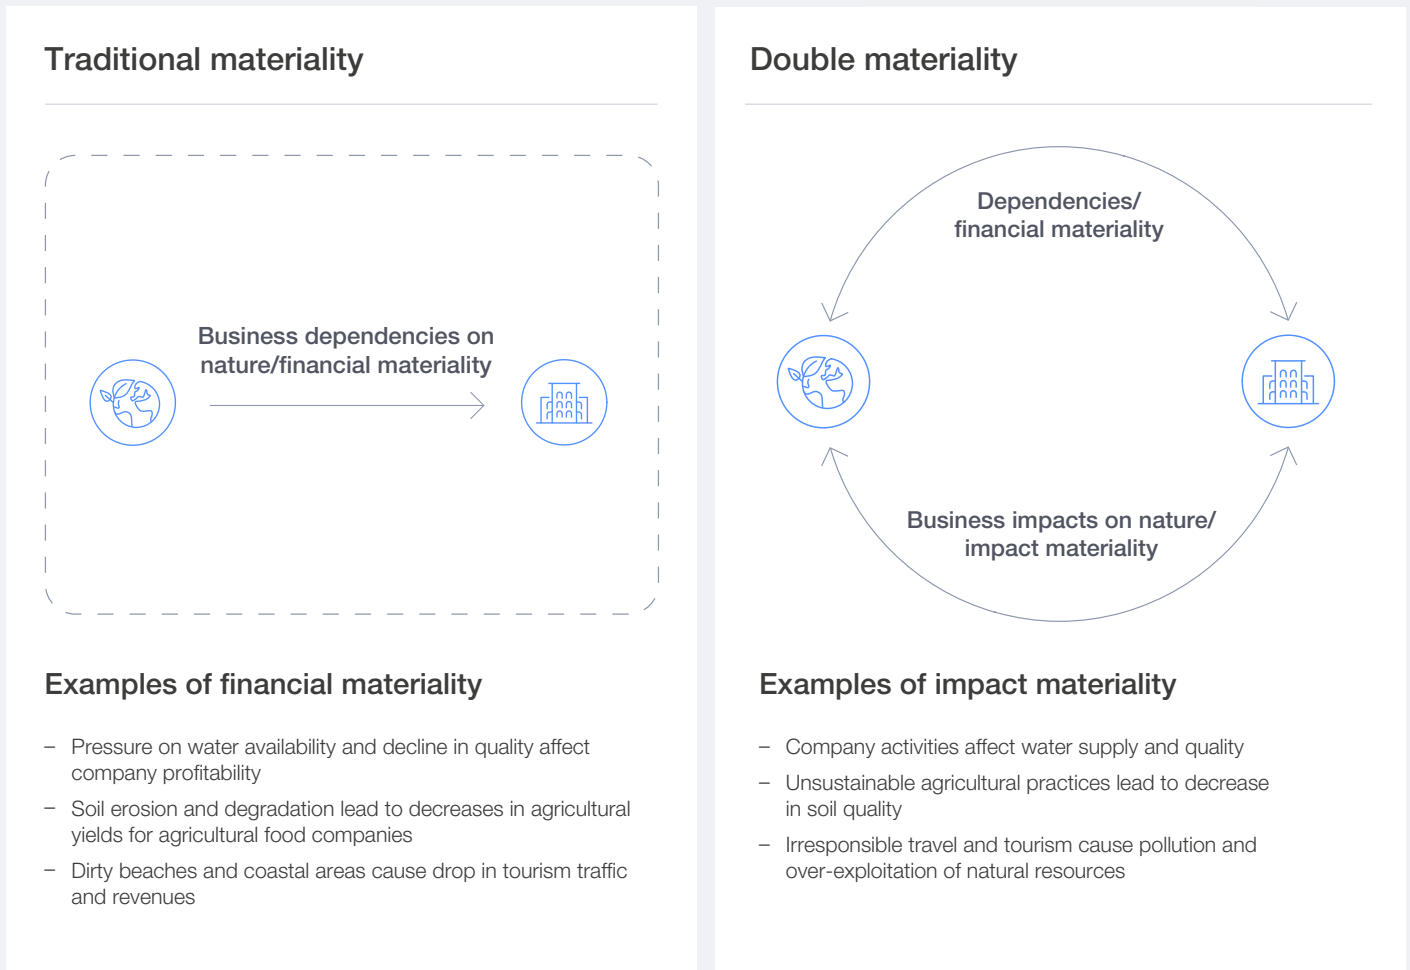 Traditional materiality
Business dependencies on
nature/financial materiality
Examples of financial materiality
– Pressure on water availability and decline in quality affect
company profitability
– Soil erosion and degradation lead to decreases in agricultural
yields for agricultural food companies
– Dirty beaches and coastal areas cause drop in tourism traffic
and revenues
Double materiality
Dependencies/
financial materiality
Business impacts on nature/
impact materiality
Examples of impact materiality
– Company activities affect water supply and quality
– Unsustainable agricultural practices lead to decrease
in soil quality
– Irresponsible travel and tourism cause pollution and
over-exploitation of natural resources